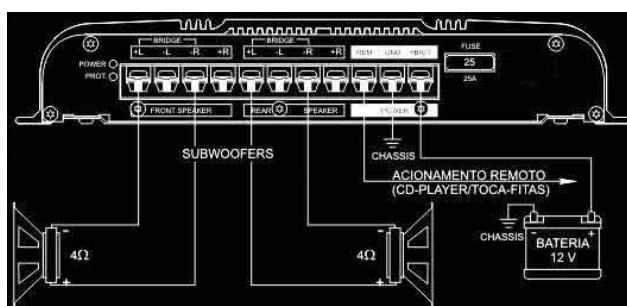 BRIDGE BRIDGE
+L -L -R +R +L -L -R +R REM GND +BATT.
FUSE
25
25A
POWER
PROT.
FRONT SPEAKER REAR SPEAKER POWER
SUBWOOFERS
CHASSIS
ACIONAMENTO REMOTO
(CD-PLAYER/TOCA-FITAS)
- -
4Ω 4Ω
+ +
CHASSIS
- +
BATERIA
12 V